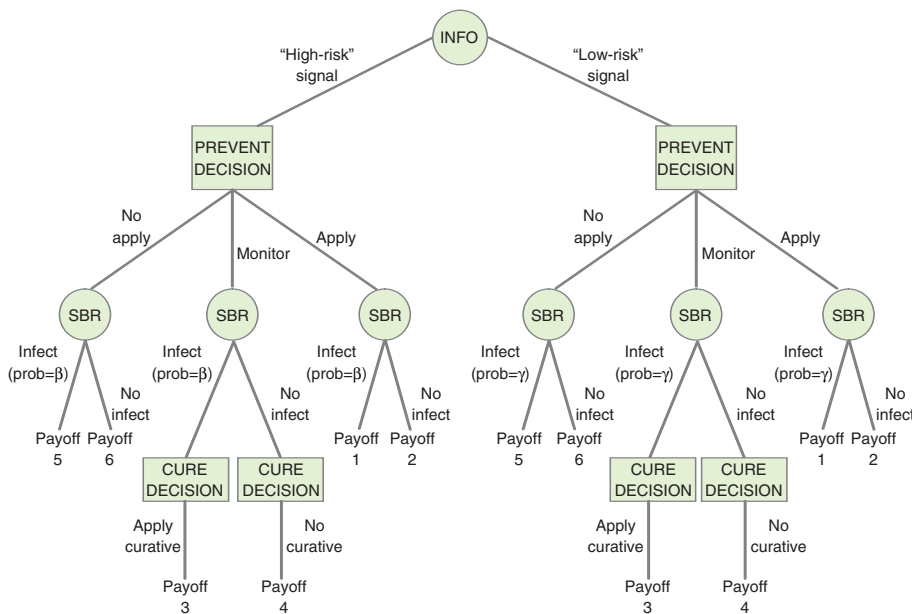 INFO
“High-risk”
signal
“Low-risk”
signal
PREVENT
DECISION
PREVENT
DECISION
No
apply
Monitor
Apply
No
apply
Monitor
Apply
SBR
SBR
SBR
SBR
SBR
SBR
Infect
(prob=β)
No
infect
Infect
(prob=β)
No
infect
Infect
(prob=β)
No
infect
Infect
(prob=γ)
No
infect
Infect
(prob=γ)
No
infect
Infect
(prob=γ)
No
infect
Payoff
5
Payoff
6
Payoff
1
Payoff
2
Payoff
5
Payoff
6
Payoff
1
Payoff
2
CURE
DECISION
CURE
DECISION
CURE
DECISION
CURE
DECISION
Apply
curative
No
curative
Apply
curative
No
curative
Payoff
3
Payoff
4
Payoff
3
Payoff
4